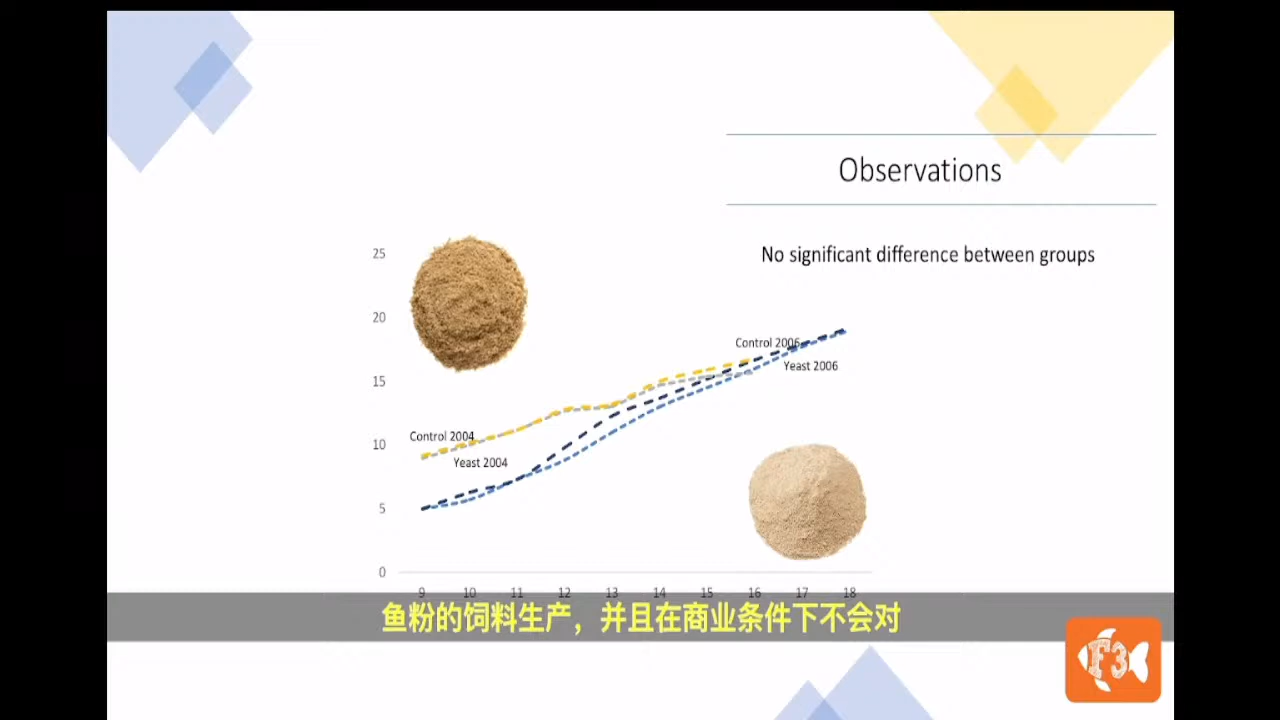 Observations
No significant difference between groups
25
20
15
10
5
0
Control 2006
Yeast 2006
Control 2004
Yeast 2004
9 10 11 12 13 14 15 16 17 18
鱼粉的饲料生产，并且在商业条件下不会对
F3